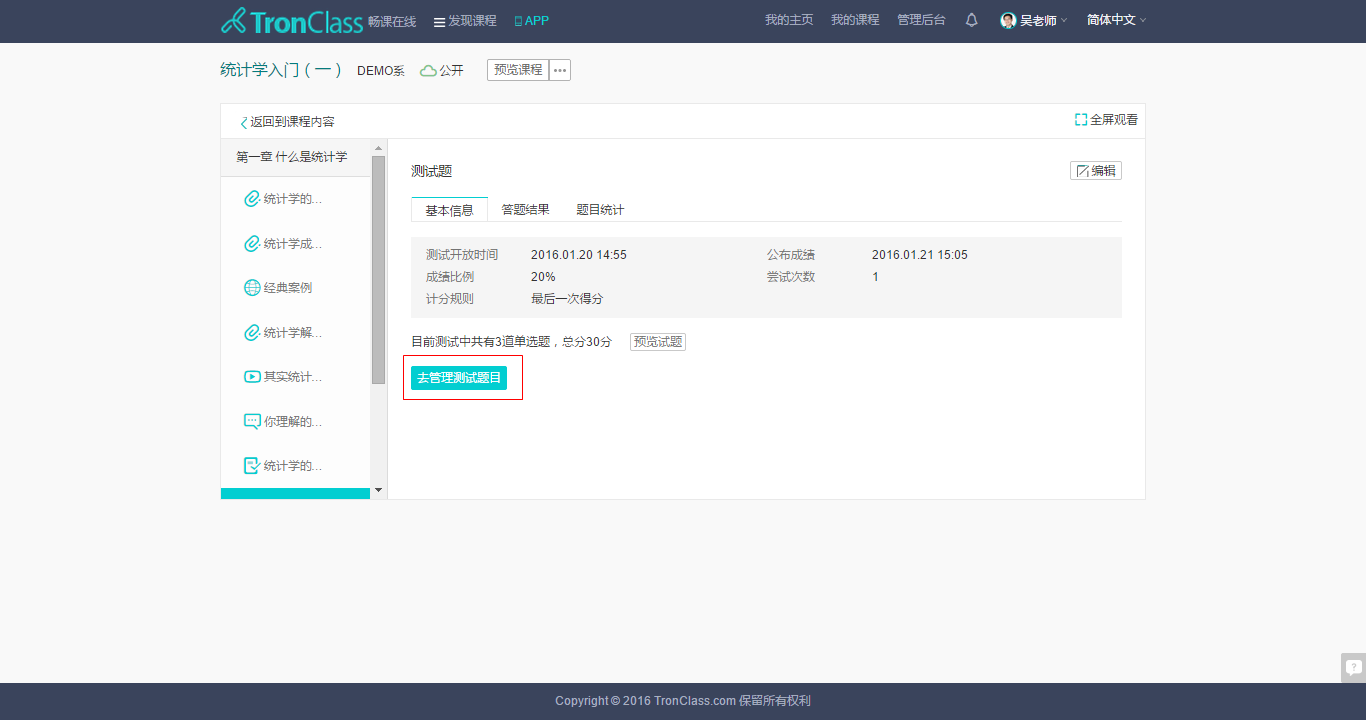 TronClass 畅课在线 发现课程 APP 我的主页 我的课程 管理后台 吴老师 简体中文
统计学入门（一） DEMO系 公开 预览课程
返回到课程内容 全屏观看
第一章 什么是统计学
统计学的...
统计学成...
经典案例
统计学解...
其实统计...
你理解的...
统计学的...
测试题 编辑
基本信息 答题结果 题目统计
测试开放时间 2016.01.20 14:55 公布成绩 2016.01.21 15:05
成绩比例 20% 尝试次数 1
计分规则 最后一次得分
目前测试中共有3道单选题，总分30分 预览试题
去管理测试题目
Copyright © 2016 TronClass.com 保留所有权利